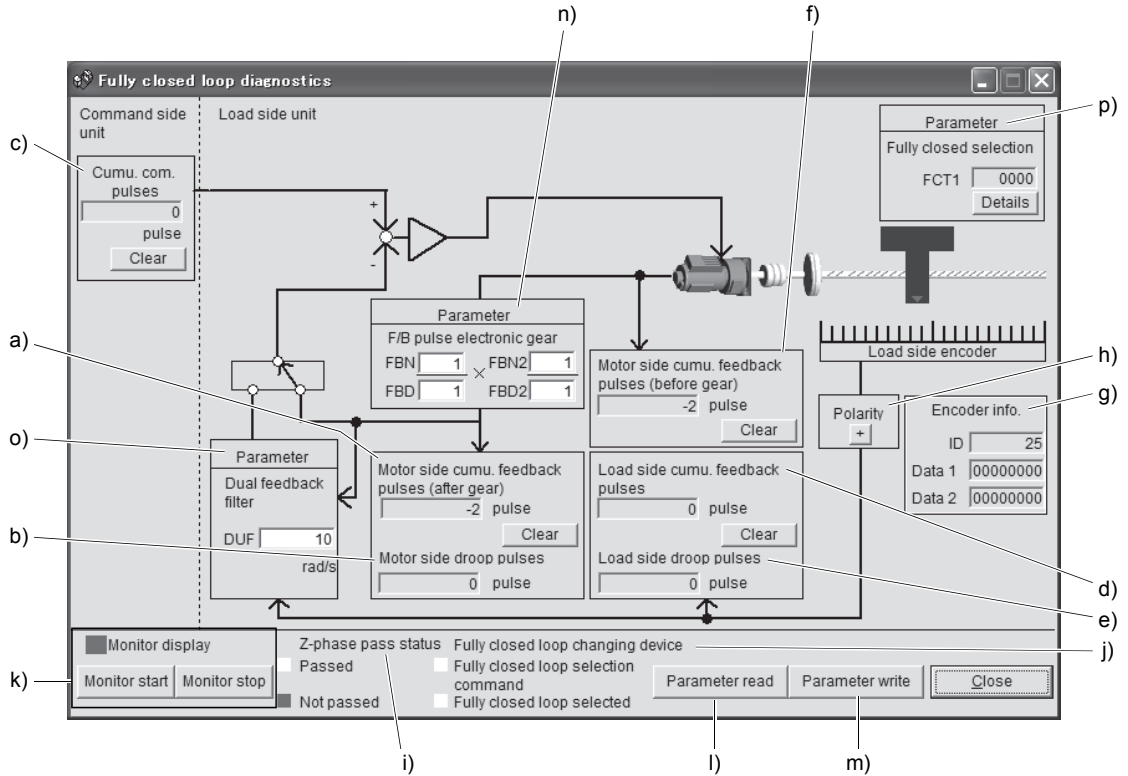 n)
f)
Fully closed loop diagnostics
Command side
unit
Load side unit
p)
Parameter
Fully closed selection
FCT1 0000
Details
c)
Cumu. com.
pulses
0
pulse
Clear
+
-
n)
Parameter
F/B pulse electronic gear
FBN 1 × FBN2 1
FBD 1 FBD2 1
a)
Motor side cumu. feedback
pulses (before gear)
-2 pulse
Clear
Load side encoder
h)
Polarity
+
g)
Encoder info.
ID 25
Data 1 00000000
Data 2 00000000
o)
Parameter
Dual feedback
filter
DUF 10
rad/s
Motor side cumu. feedback
pulses (after gear)
-2 pulse
Clear
b)
Motor side droop pulses
0 pulse
Load side cumu. feedback
pulses
0 pulse
Clear
Load side droop pulses
0 pulse
d)
e)
k)
Monitor display
Monitor start Monitor stop
Z-phase pass status
Passed
Not passed
Fully closed loop changing device
Fully closed loop selection
command
Fully closed loop selected
j)
Parameter read Parameter write Close
i)
l)
m)